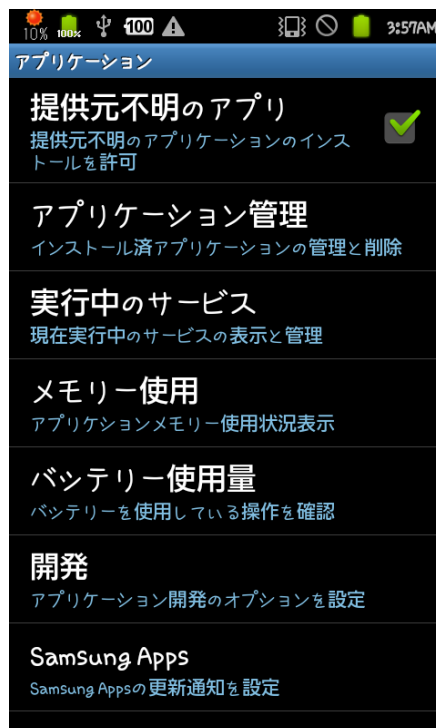 10% 100% 100 3:57AM
アプリケーション
提供元不明のアプリ
提供元不明のアプリケーションのインス
トールを許可
アプリケーション管理
インストール済アプリケーションの管理と削除
実行中のサービス
現在実行中のサービスの表示と管理
メモリー使用
アプリケションメモリー使用状況表示
バッテリー使用量
バッテリーを使用している操作を確認
開発
アプリケーション開発のオプションを設定
Samsung Apps
Samsung Appsの更新通知を設定